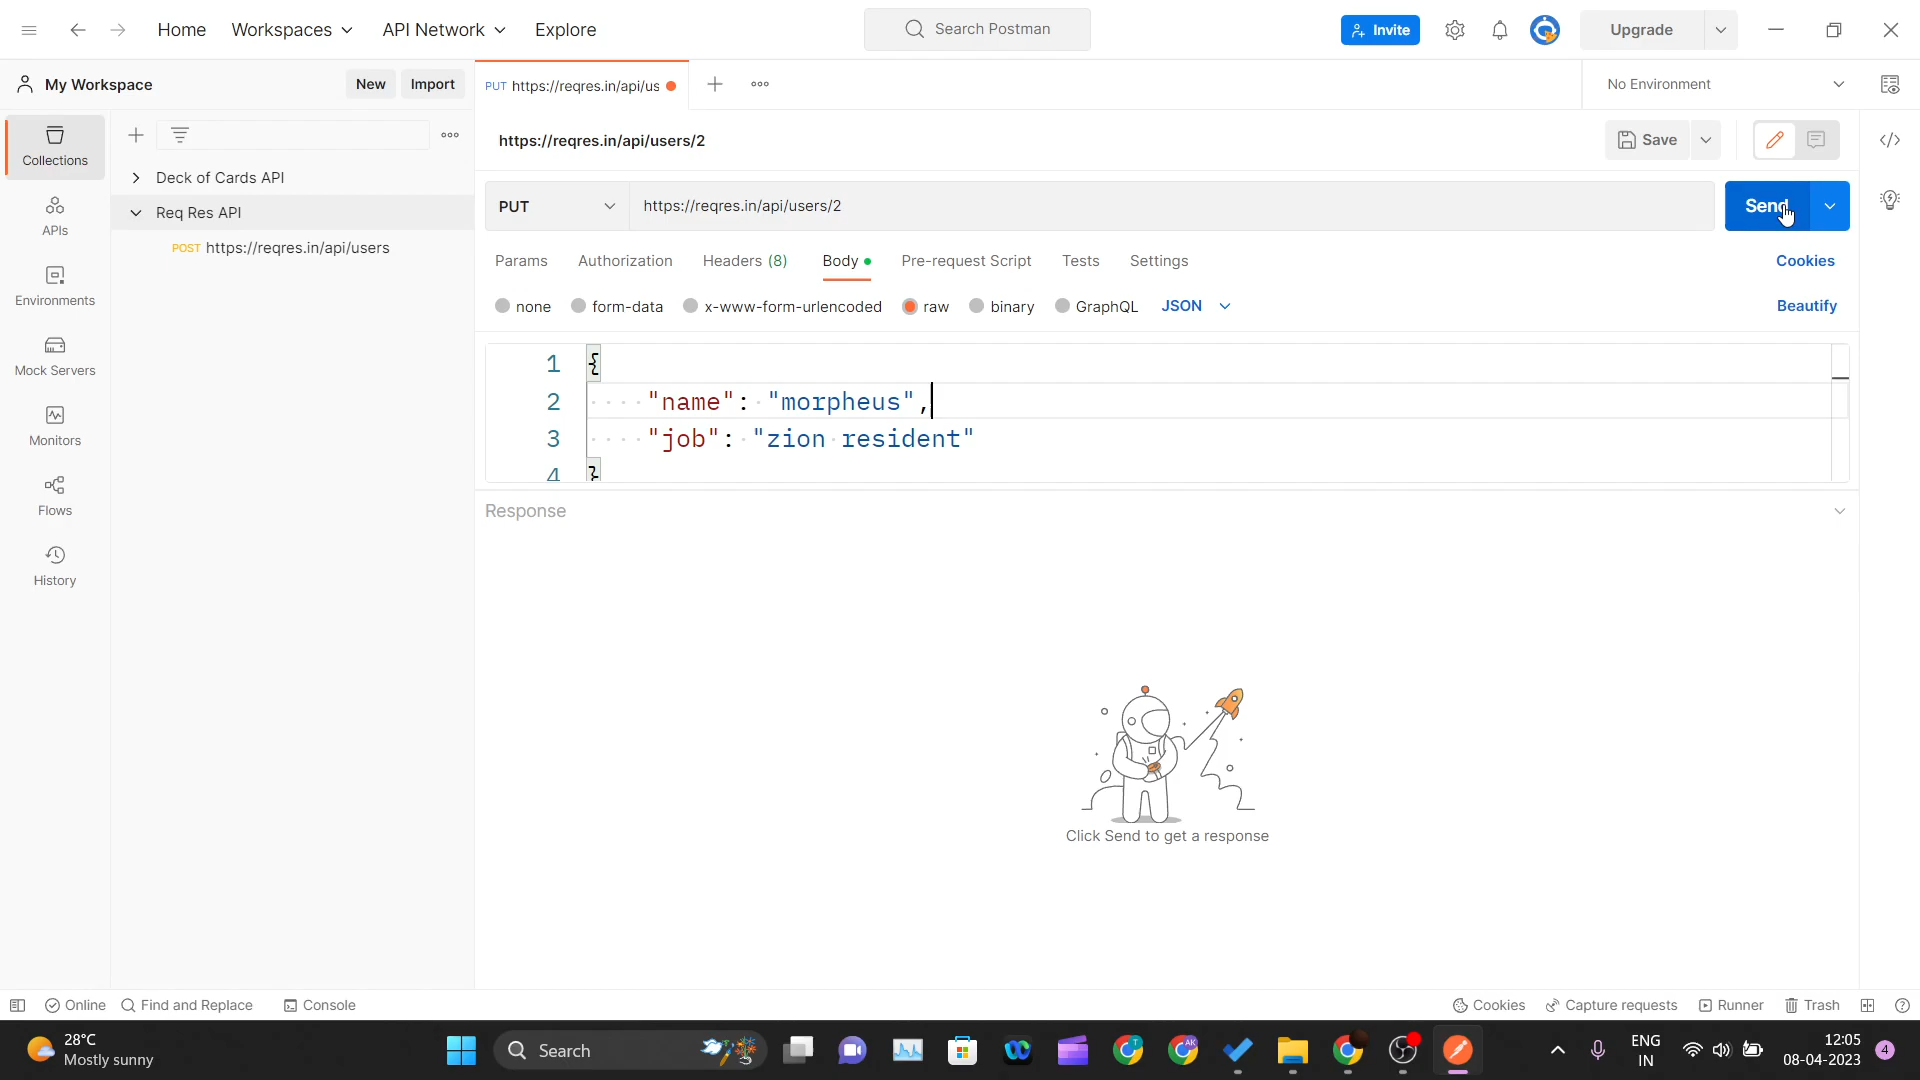 Home
Workspaces
API Network
Explore
Search Postman
Invite
Upgrade
My Workspace
New
Import
PUT https://reqres.in/api/us
No Environment
Collections
APIs
Environments
Mock Servers
Monitors
Flows
History
Deck of Cards API
Req Res API
POST https://reqres.in/api/users
https://reqres.in/api/users/2
Save
PUT
https://reqres.in/api/users/2
Send
Params
Authorization
Headers (8)
Body
Pre-request Script
Tests
Settings
Cookies
none
form-data
x-www-form-urlencoded
raw
binary
GraphQL
JSON
Beautify
1 {
2 "name": "morpheus",
3 "job": "zion resident"
4 }
Response
Click Send to get a response
Online
Find and Replace
Console
Cookies
Capture requests
Runner
Trash
28°C
Mostly sunny
Search
T
AK
ENG
IN
12:05
08-04-2023
4